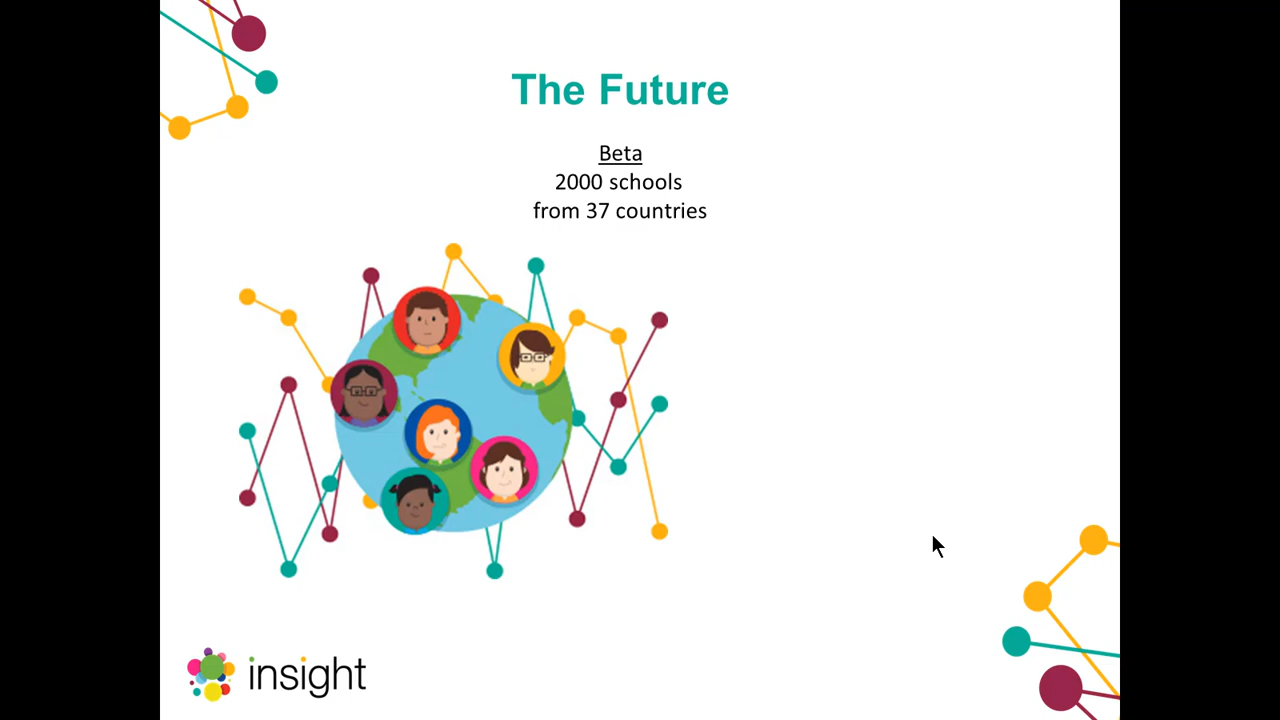 The Future
Beta
2000 schools
from 37 countries
insight